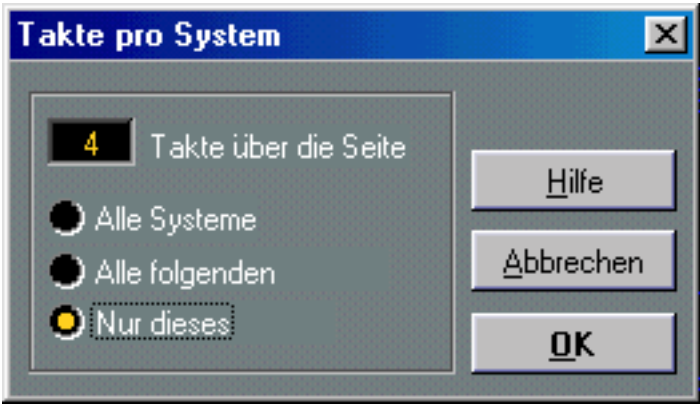 Takte pro System
4 Takte über die Seite
Alle Systeme
Alle folgenden
Nur dieses
Hilfe
Abbrechen
OK